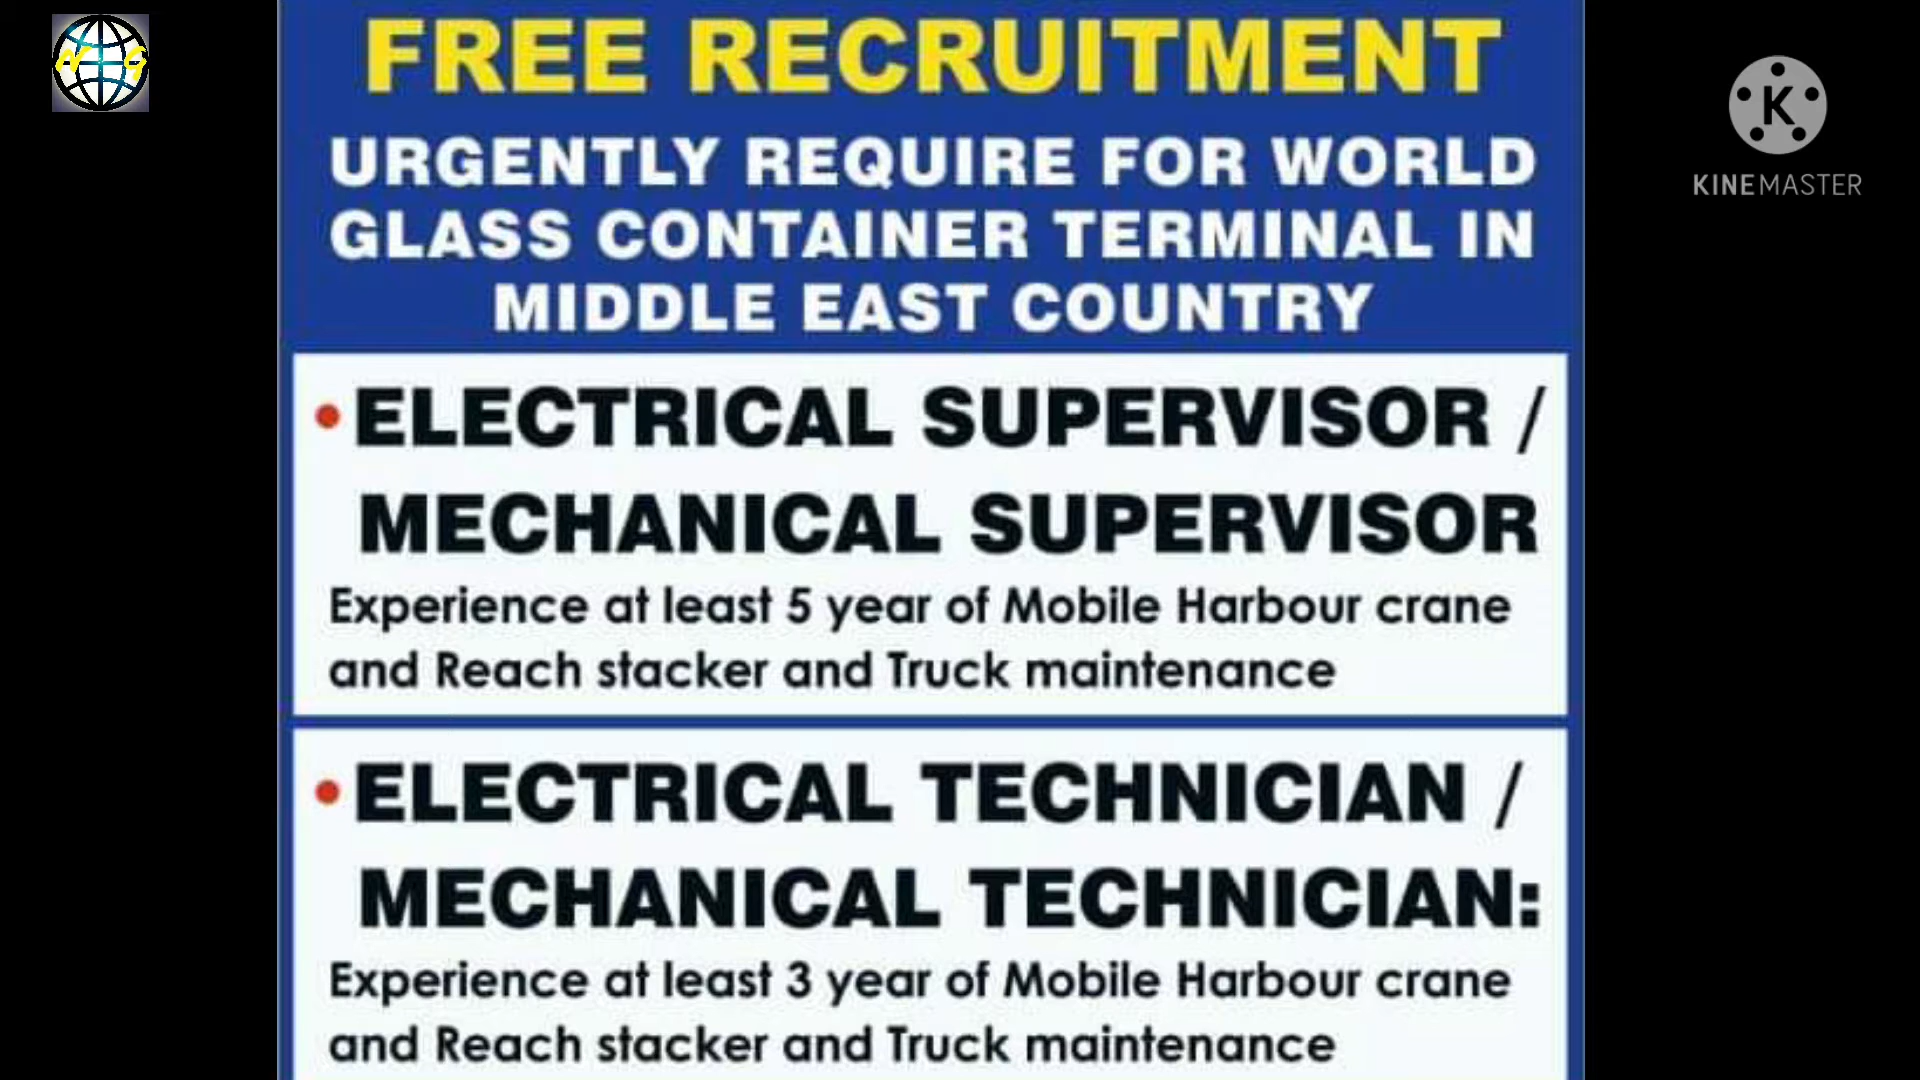 FREE RECRUITMENT
URGENTLY REQUIRE FOR WORLD
GLASS CONTAINER TERMINAL IN
MIDDLE EAST COUNTRY
• ELECTRICAL SUPERVISOR /
MECHANICAL SUPERVISOR
Experience at least 5 year of Mobile Harbour crane
and Reach stacker and Truck maintenance
• ELECTRICAL TECHNICIAN /
MECHANICAL TECHNICIAN:
Experience at least 3 year of Mobile Harbour crane
and Reach stacker and Truck maintenance
K
KINEMASTER